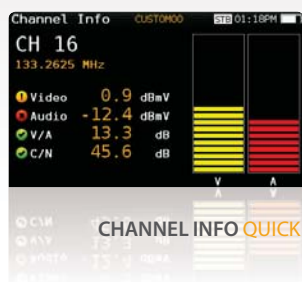 Channel Info CUSTOM00 STB 01:18PM
CH 16
133.2625 MHz
Video 0.9 dBmV
Audio -12.4 dBmV
V/A 13.3 dB
C/N 45.6 dB
V Λ
CHANNEL INFO QUICK